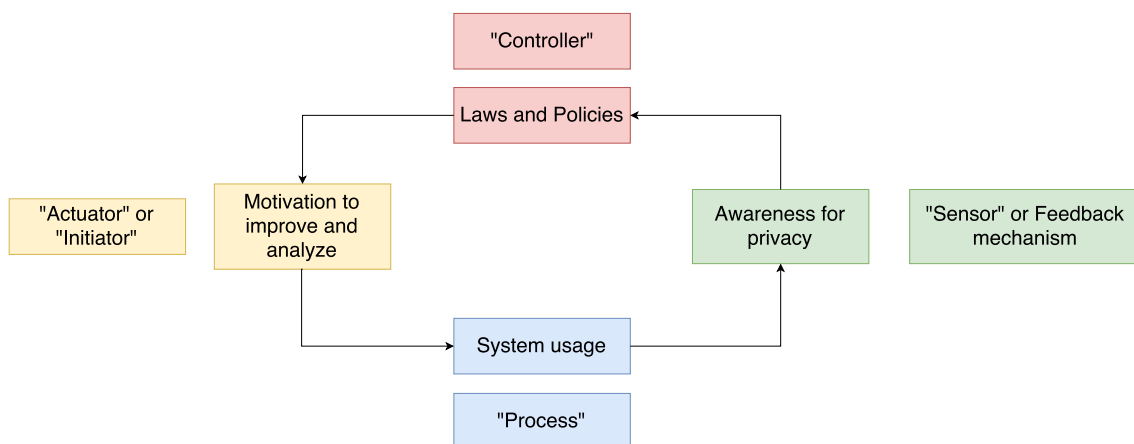 "Controller"
Laws and Policies
"Actuator" or
"Initiator"
Motivation to
improve and
analyze
Awareness for
privacy
"Sensor" or Feedback
mechanism
System usage
"Process"